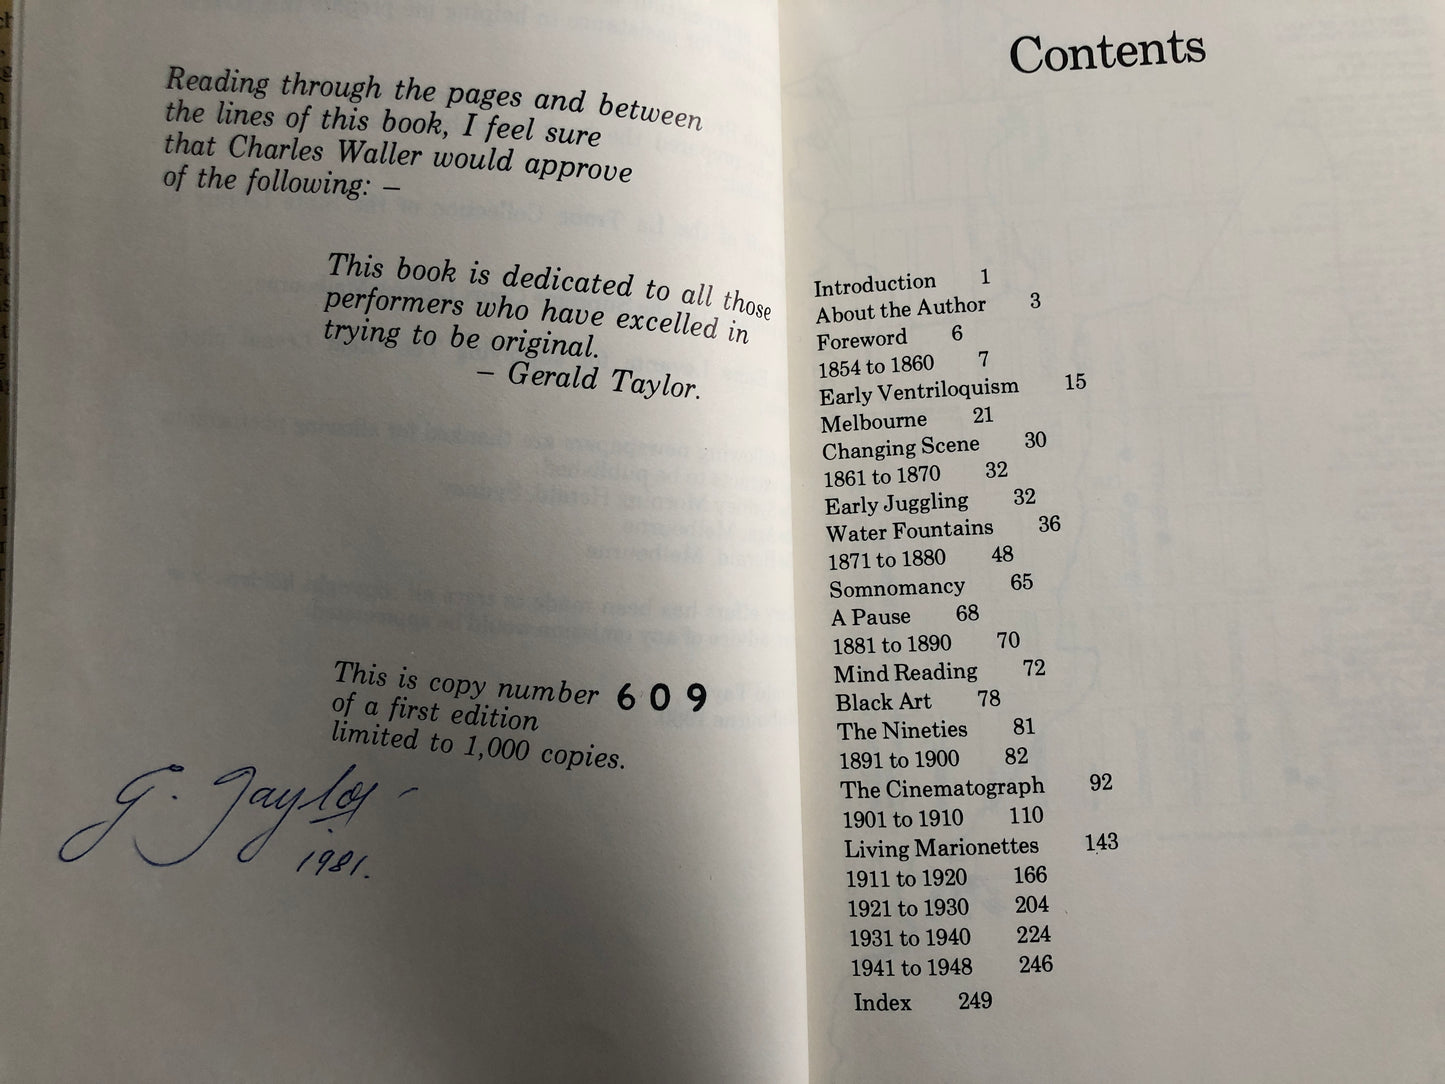 Reading through the pages and between
the lines of this book, I feel sure
that Charles Waller would approve
of the following: –
This book is dedicated to all those
performers who have excelled in
trying to be original.
– Gerald Taylor.
This is copy number 609
of a first edition
limited to 1,000 copies.
G. Taylor
1981.
Contents
Introduction 1
About the Author 3
Foreword 6
1854 to 1860 7
Early Ventriloquism 15
Melbourne 21
Changing Scene 30
1861 to 1870 32
Early Juggling 32
Water Fountains 36
1871 to 1880 48
Somnomancy 65
A Pause 68
1881 to 1890 70
Mind Reading 72
Black Art 78
The Nineties 81
1891 to 1900 82
The Cinematograph 92
1901 to 1910 110
Living Marionettes 143
1911 to 1920 166
1921 to 1930 204
1931 to 1940 224
1941 to 1948 246
Index 249